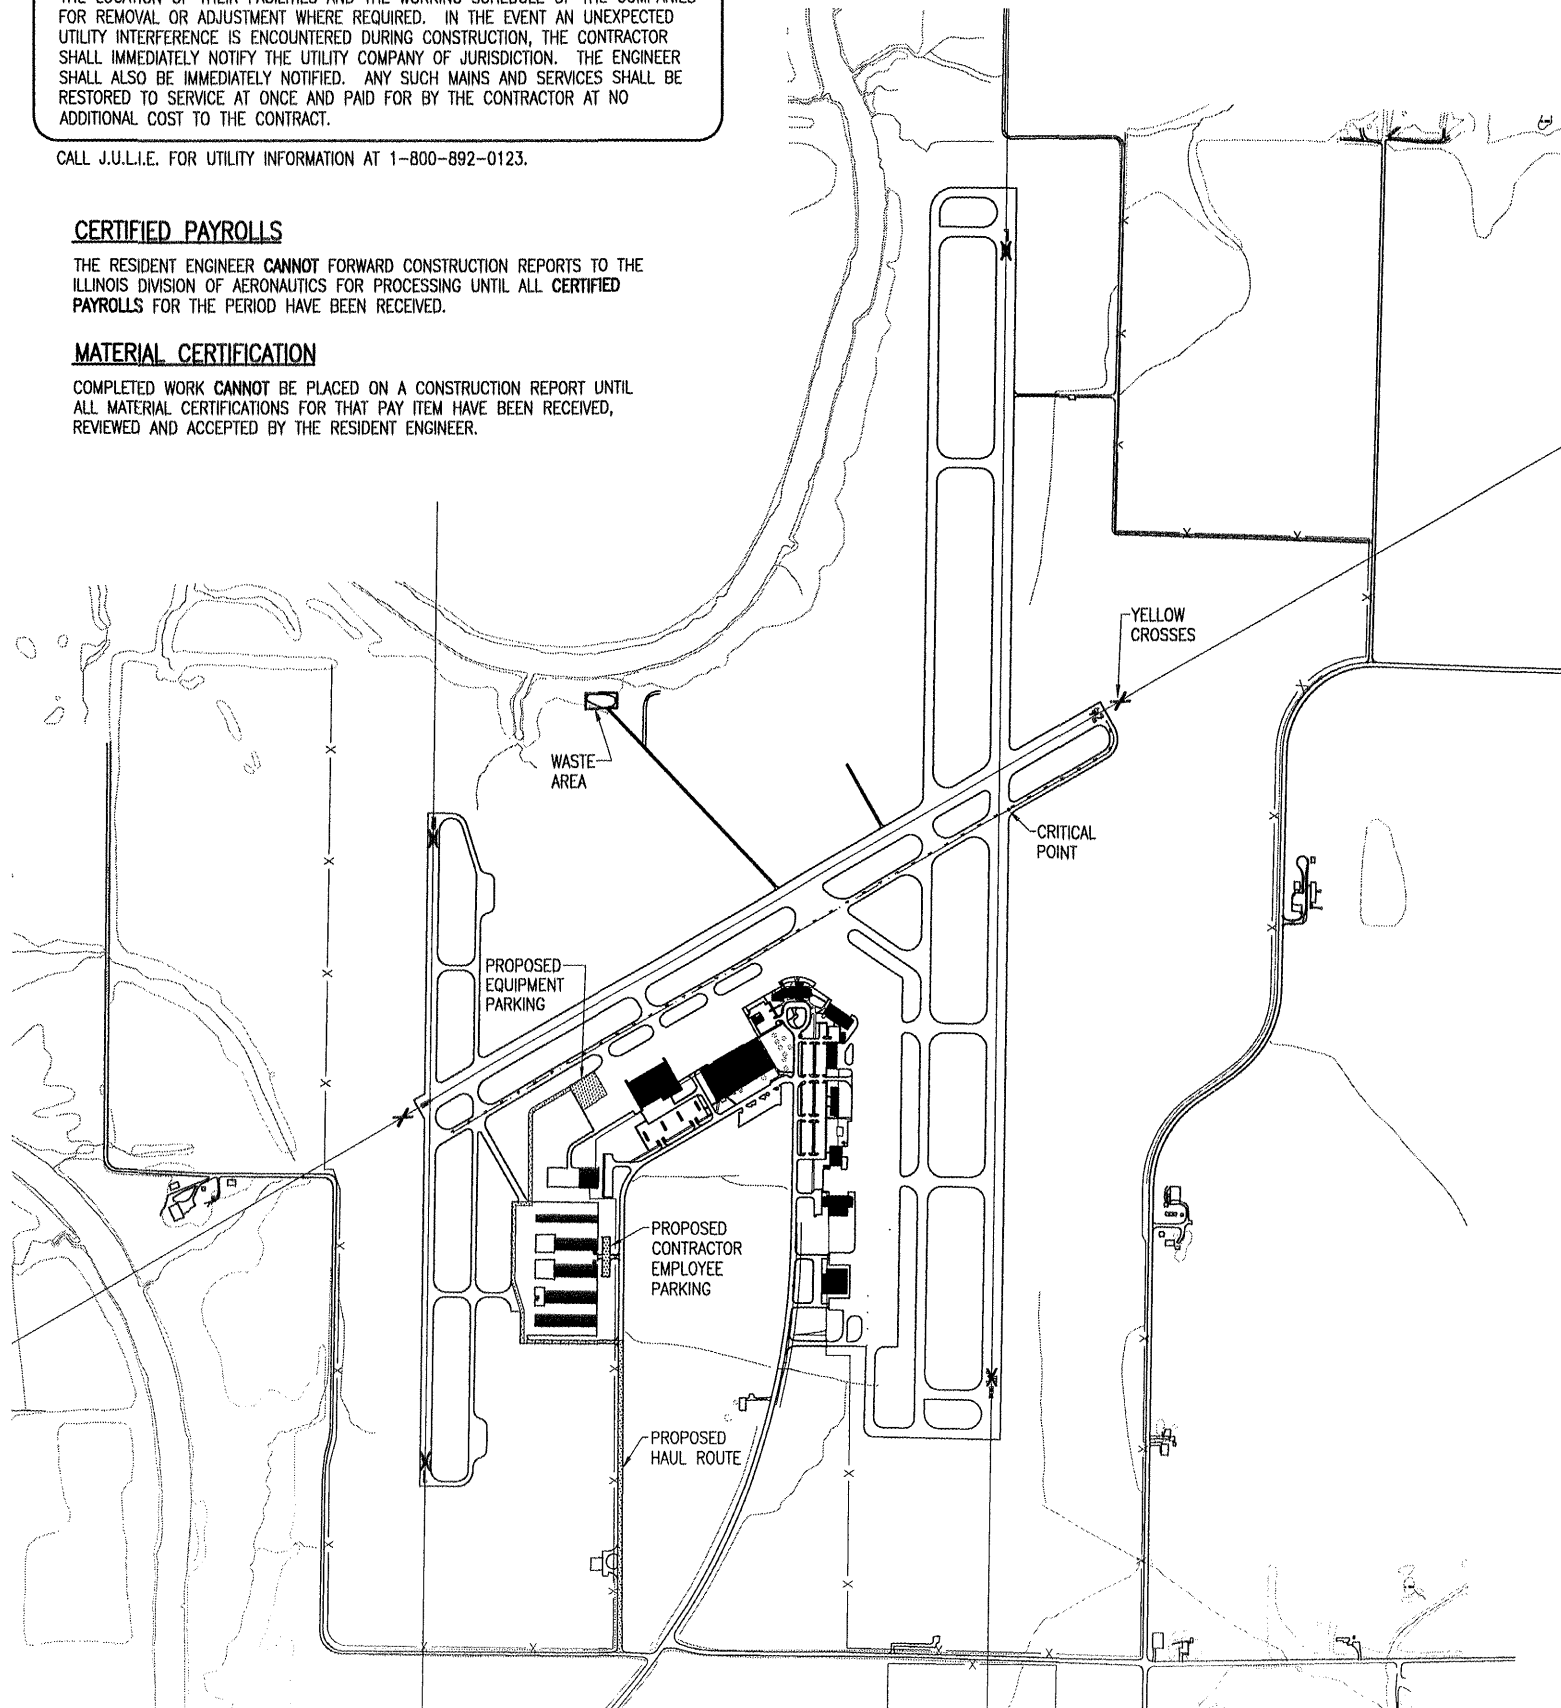 THE LOCATION OF THEIR FACILITIES AND THE WORKING SCHEDULE OF THE COMPANIES
FOR REMOVAL OR ADJUSTMENT WHERE REQUIRED. IN THE EVENT AN UNEXPECTED
UTILITY INTERFERENCE IS ENCOUNTERED DURING CONSTRUCTION, THE CONTRACTOR
SHALL IMMEDIATELY NOTIFY THE UTILITY COMPANY OF JURISDICTION. THE ENGINEER
SHALL ALSO BE IMMEDIATELY NOTIFIED. ANY SUCH MAINS AND SERVICES SHALL BE
RESTORED TO SERVICE AT ONCE AND PAID FOR BY THE CONTRACTOR AT NO
ADDITIONAL COST TO THE CONTRACT.
CALL J.U.L.I.E. FOR UTILITY INFORMATION AT 1-800-892-0123.
CERTIFIED PAYROLLS
THE RESIDENT ENGINEER CANNOT FORWARD CONSTRUCTION REPORTS TO THE
ILLINOIS DIVISION OF AERONAUTICS FOR PROCESSING UNTIL ALL CERTIFIED
PAYROLLS FOR THE PERIOD HAVE BEEN RECEIVED.
MATERIAL CERTIFICATION
COMPLETED WORK CANNOT BE PLACED ON A CONSTRUCTION REPORT UNTIL
ALL MATERIAL CERTIFICATIONS FOR THAT PAY ITEM HAVE BEEN RECEIVED,
REVIEWED AND ACCEPTED BY THE RESIDENT ENGINEER.
YELLOW
CROSSES
WASTE
AREA
CRITICAL
POINT
PROPOSED
EQUIPMENT
PARKING
PROPOSED
CONTRACTOR
EMPLOYEE
PARKING
PROPOSED
HAUL ROUTE